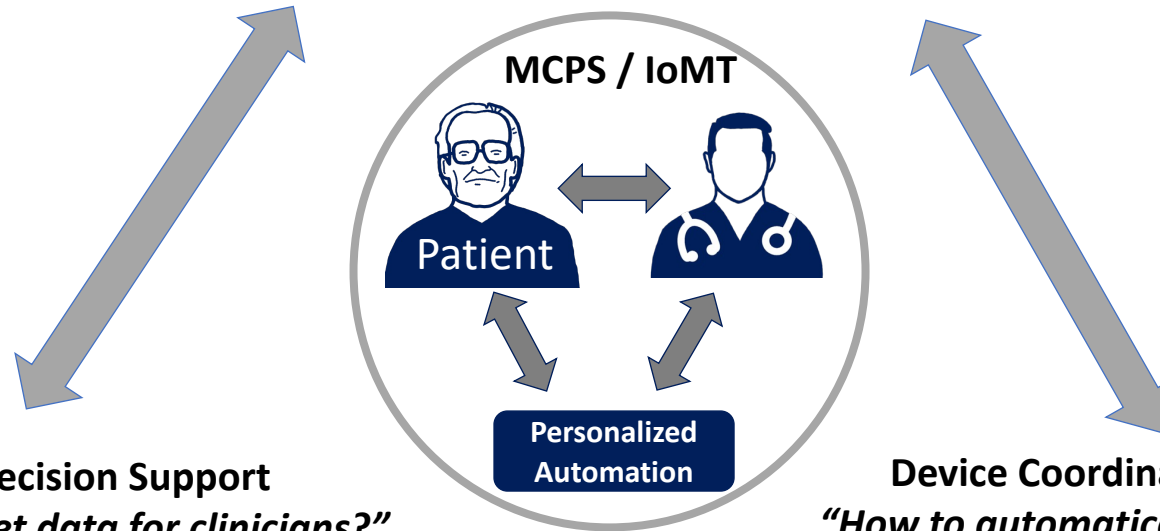 MCPS / IoMT
Patient
Personalized
Automation
ecision Support
et data for clinicians?”
Device Coordina
“How to automatic